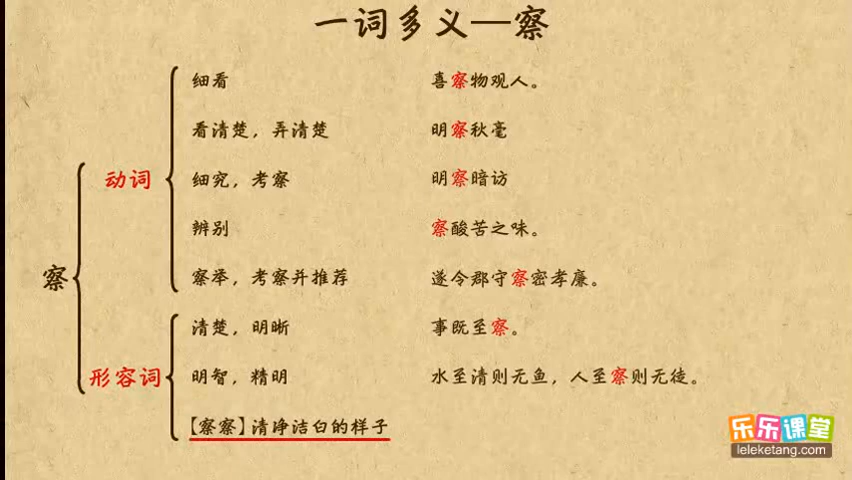 一词多义—察
细看 喜察物观人。
看清楚，弄清楚 明察秋毫
动词
细究，考察 明察暗访
辨别 察酸苦之味。
察
察举，考察并推荐 遂令郡守察密孝廉。
清楚，明晰 事既至察。
形容词
明智，精明 水至清则无鱼，人至察则无徒。
【察察】清净洁白的样子
乐乐课堂
leleketang.com